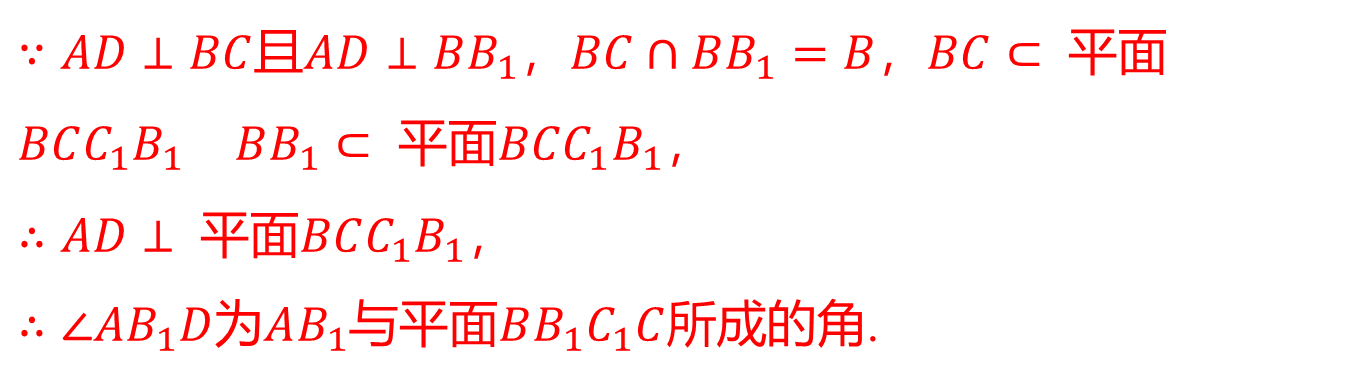 ∵ AD ⊥ BC且AD ⊥ BB₁, BC ∩ BB₁ = B, BC ⊂ 平面
BCC₁B₁ BB₁ ⊂ 平面BCC₁B₁,
∴ AD ⊥ 平面BCC₁B₁,
∴ ∠AB₁D为AB₁与平面BB₁C₁C所成的角.